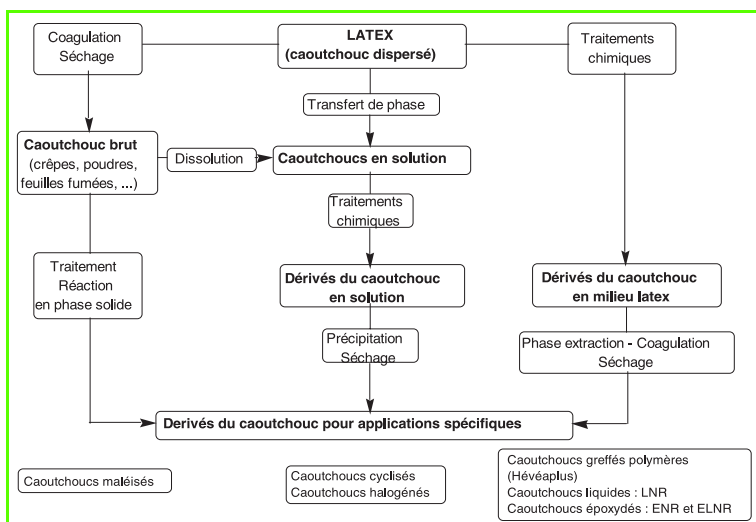 Coagulation
Séchage
LATEX
(caoutchouc dispersé)
Traitements
chimiques
Transfert de phase
Caoutchouc brut
(crêpes, poudres,
feuilles fumées, ...)
Dissolution
Caoutchoucs en solution
Traitements
chimiques
Traitement
Réaction
en phase solide
Dérivés du caoutchouc
en solution
Dérivés du caoutchouc
en milieu latex
Précipitation
Séchage
Phase extraction - Coagulation
Séchage
Derivés du caoutchouc pour applications spécifiques
Caoutchoucs maléisés
Caoutchoucs cyclisés
Caoutchoucs halogénés
Caoutchoucs greffés polymères
(Hévéaplus)
Caoutchoucs liquides : LNR
Caoutchoucs époxydés : ENR et ELNR